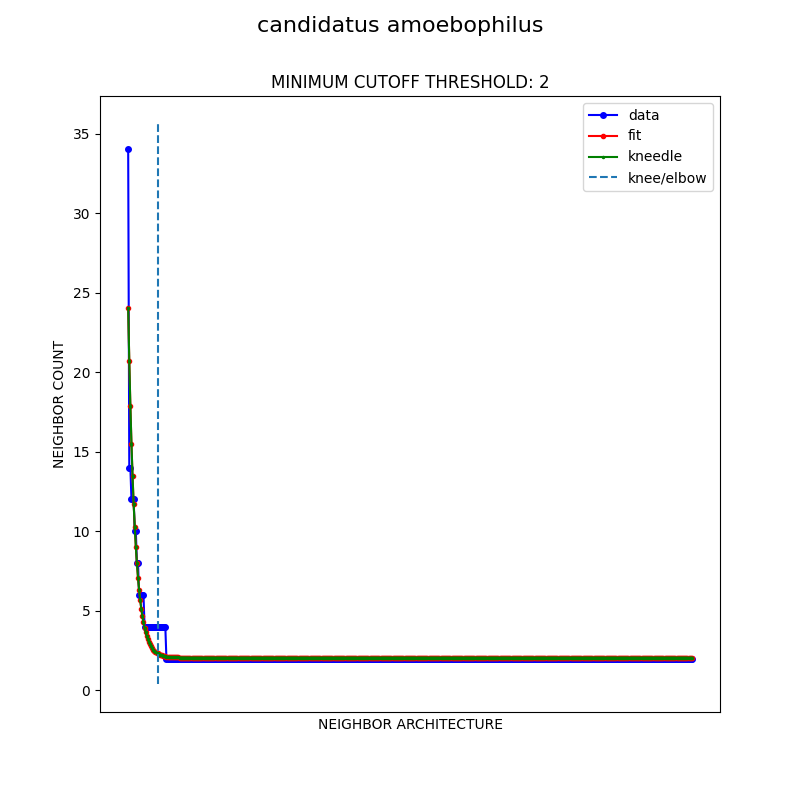 candidatus amoebophilus
MINIMUM CUTOFF THRESHOLD: 2
data
fit
kneedle
knee/elbow
35
30
25
20
15
10
5
0
NEIGHBOR COUNT
NEIGHBOR ARCHITECTURE